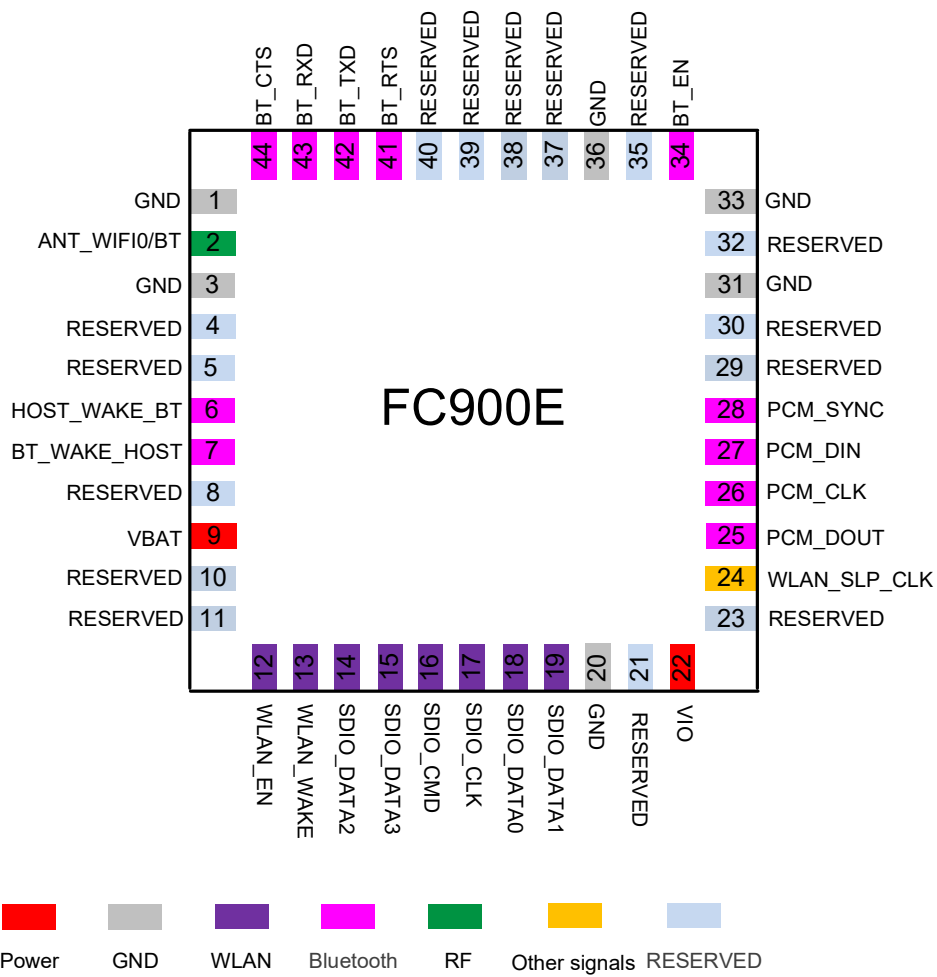 BT_CTS
BT_RXD
BT_TXD
BT_RTS
RESERVED
RESERVED
RESERVED
RESERVED
GND
RESERVED
BT_EN
44
43
42
41
40
39
38
37
36
35
34
GND 1
ANT_WIFI0/BT 2
GND 3
RESERVED 4
RESERVED 5
HOST_WAKE_BT 6
BT_WAKE_HOST 7
RESERVED 8
VBAT 9
RESERVED 10
RESERVED 11
FC900E
33 GND
32 RESERVED
31 GND
30 RESERVED
29 RESERVED
28 PCM_SYNC
27 PCM_DIN
26 PCM_CLK
25 PCM_DOUT
24 WLAN_SLP_CLK
23 RESERVED
12
13
14
15
16
17
18
19
20
21
22
WLAN_EN
WLAN_WAKE
SDIO_DATA2
SDIO_DATA3
SDIO_CMD
SDIO_CLK
SDIO_DATA0
SDIO_DATA1
GND
RESERVED
VIO
Power
GND
WLAN
Bluetooth
RF
Other signals
RESERVED